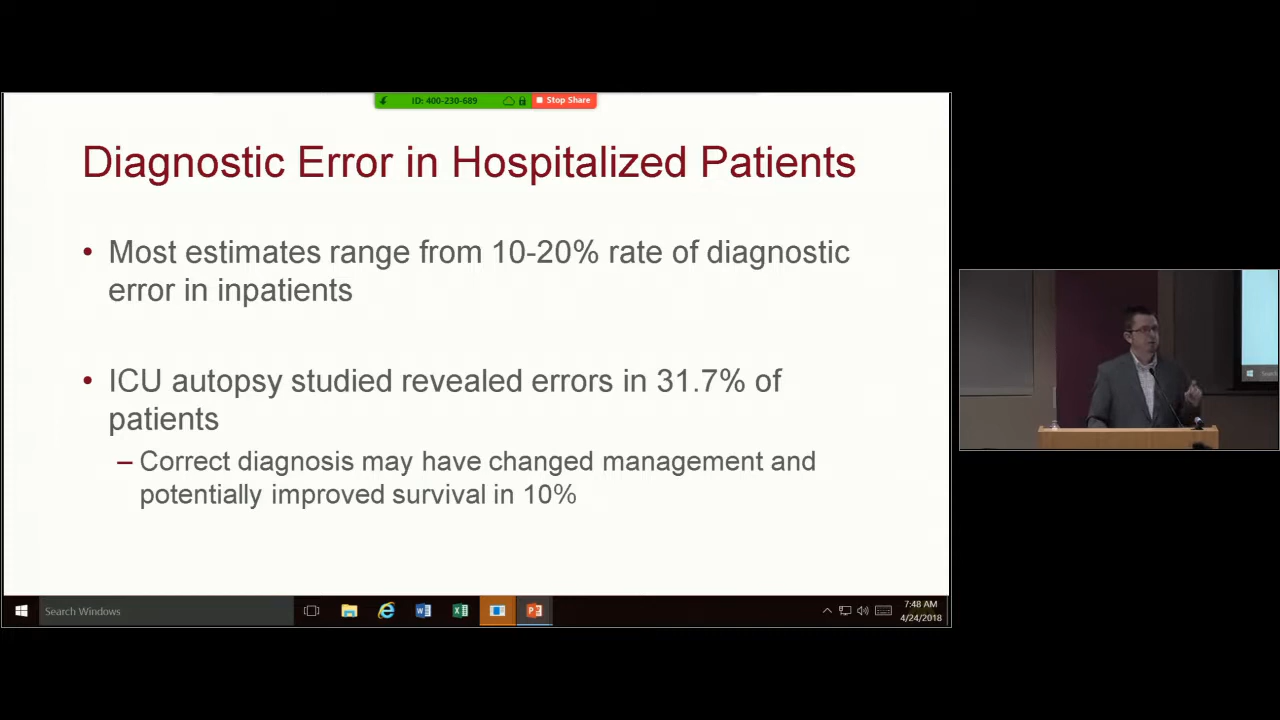 ID: 400-230-689
Stop Share
Diagnostic Error in Hospitalized Patients
• Most estimates range from 10-20% rate of diagnostic
error in inpatients
• ICU autopsy studied revealed errors in 31.7% of
patients
– Correct diagnosis may have changed management and
potentially improved survival in 10%
Search Windows
7:48 AM
4/24/2018